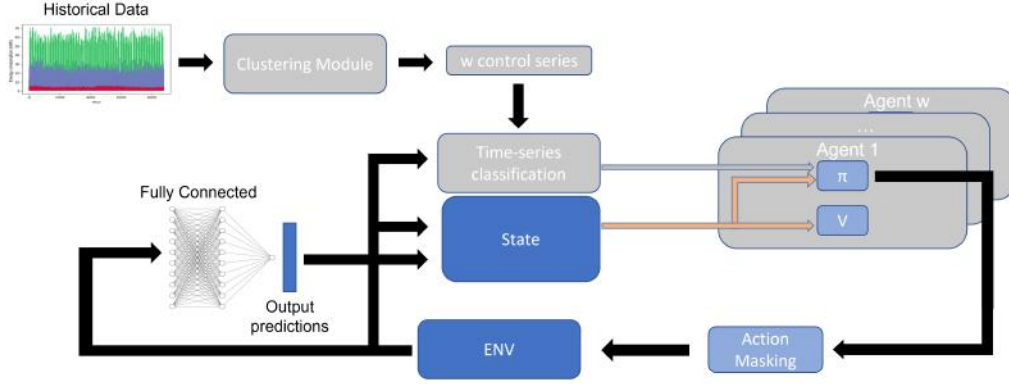 Historical Data
Clustering Module
w control series
Agent w
...
Agent 1
Time-series
classification
π
Fully Connected
State
V
Output
predictions
ENV
Action
Masking